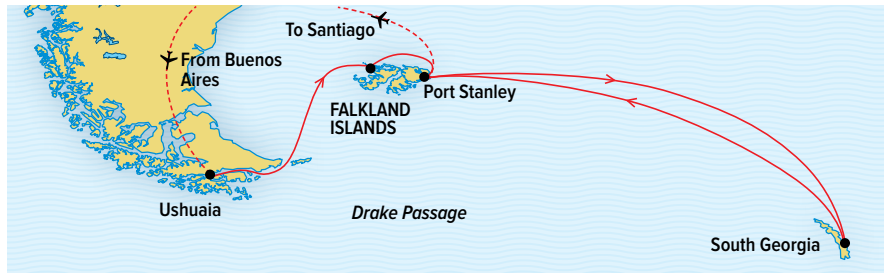 To Santiago
From Buenos
Aires
Port Stanley
FALKLAND
ISLANDS
Ushuaia
Drake Passage
South Georgia